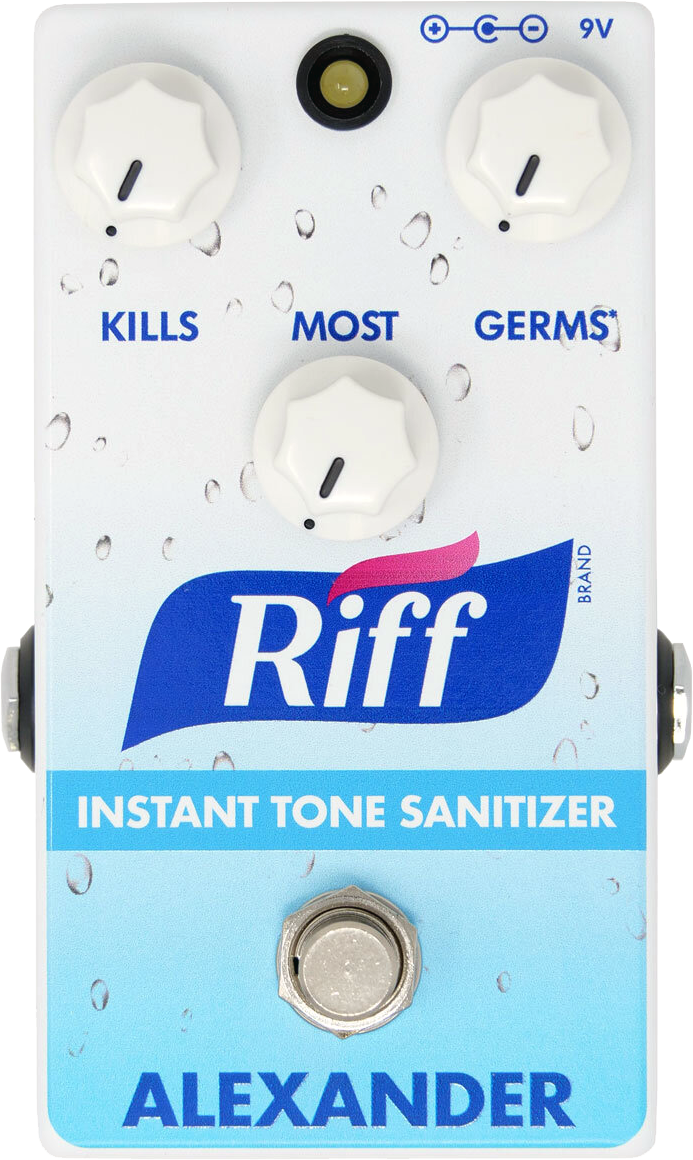 9V
KILLS MOST GERMS*
Riff
BRAND
INSTANT TONE SANITIZER
ALEXANDER